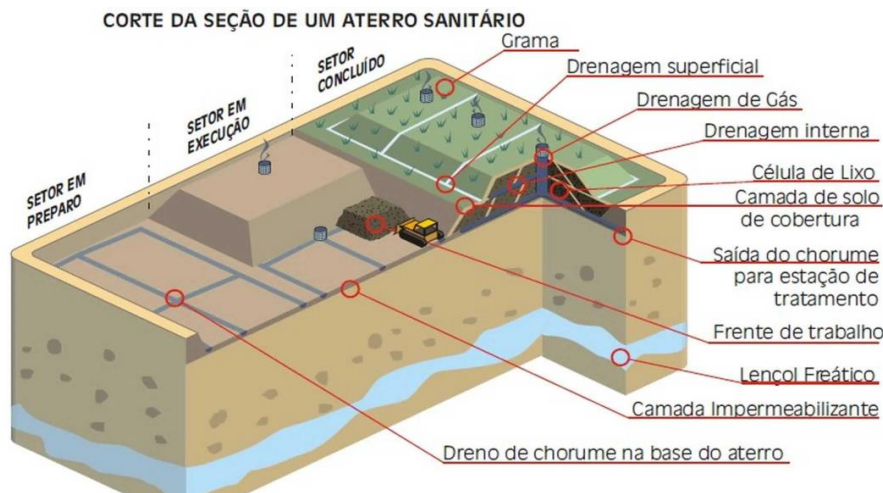 CORTE DA SEÇÃO DE UM ATERRO SANITÁRIO
SETOR EM
PREPARO
SETOR EM
EXECUÇÃO
SETOR
CONCLUÍDO
Grama
Drenagem superficial
Drenagem de Gás
Drenagem interna
Célula de Lixo
Camada de solo
de cobertura
Saída do chorume
para estação de
tratamento
Frente de trabalho
Lençol Freático
Camada Impermeabilizante
Dreno de chorume na base do aterro